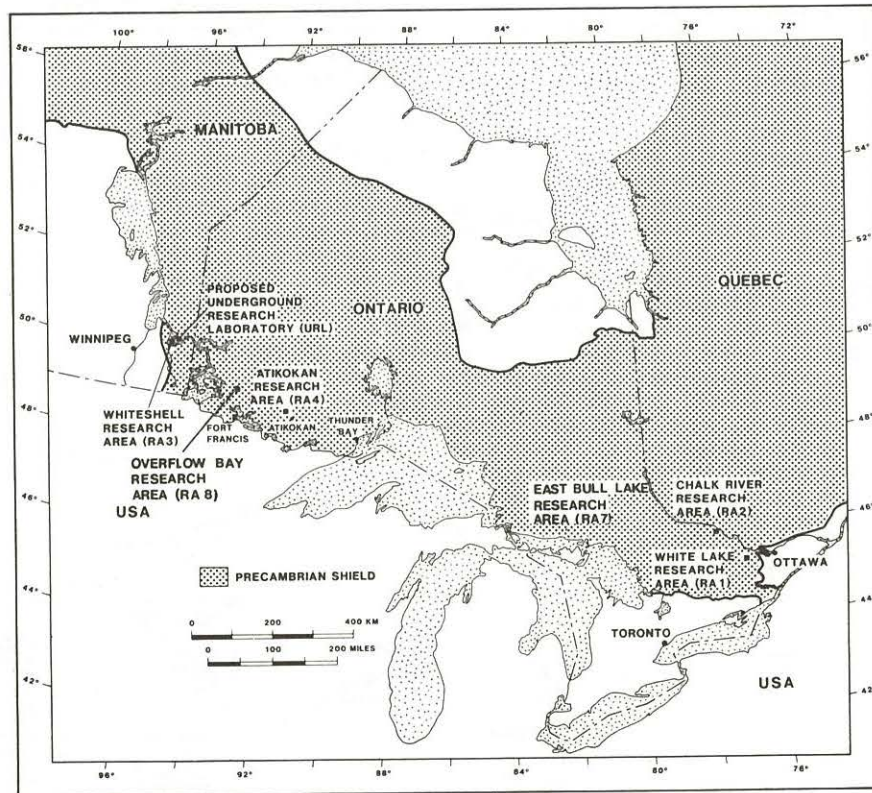 100°
96°
92°
88°
84°
80°
76°
72°
56°
56°
54°
54°
52°
52°
50°
50°
48°
48°
46°
46°
44°
44°
42°
42°
96°
92°
88°
84°
80°
76°
MANITOBA
ONTARIO
QUEBEC
PROPOSED
UNDERGROUND
RESEARCH
LABORATORY (URL)
WINNIPEG
WHITESHELL
RESEARCH
AREA (RA3)
ATIKOKAN
RESEARCH
AREA (RA4)
FORT
FRANCIS
ATIKOKAN
THUNDER
BAY
OVERFLOW BAY
RESEARCH
AREA (RA 8)
USA
EAST BULL LAKE
RESEARCH
AREA (RA7)
CHALK RIVER
RESEARCH
AREA (RA2)
WHITE LAKE
RESEARCH
AREA (RA1)
OTTAWA
TORONTO
USA
PRECAMBRIAN SHIELD
0 200 400 KM
0 100 200 MILES